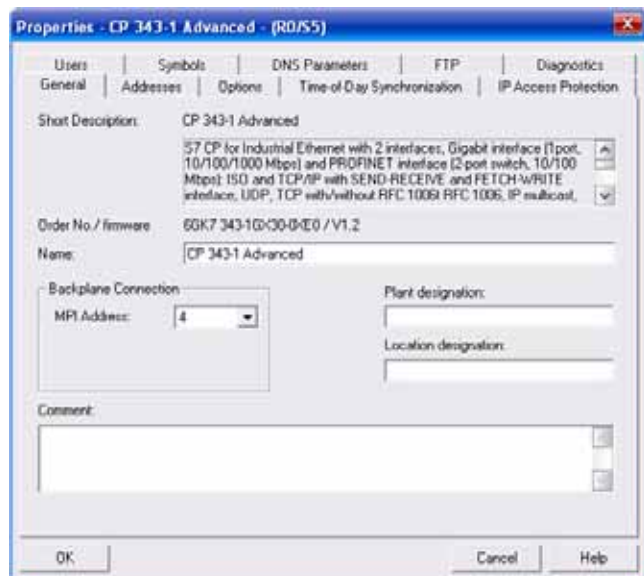 Properties - CP 343-1 Advanced - (R0/S5)
Users Symbols DNS Parameters FTP Diagnostics
General Addresses Options Time-of-Day Synchronization IP Access Protection
Short Description: CP 343-1 Advanced
S7 CP for Industrial Ethernet with 2 interfaces, Gigabit interface (1port,
10/100/1000 Mbps) and PROFINET interface (2-port switch, 10/100
Mbps): ISO and TCP/IP with SEND-RECEIVE and FETCH-WRITE
interface, UDP, TCP with/without RFC 1006! RFC 1006, IP multicast,
Order No./ firmware 6GK7 343-1GX30-0XE0 / V1.2
Name: CP 343-1 Advanced
Backplane Connection
MPI Address: 4
Plant designation:
Location designation:
Comment:
OK Cancel Help